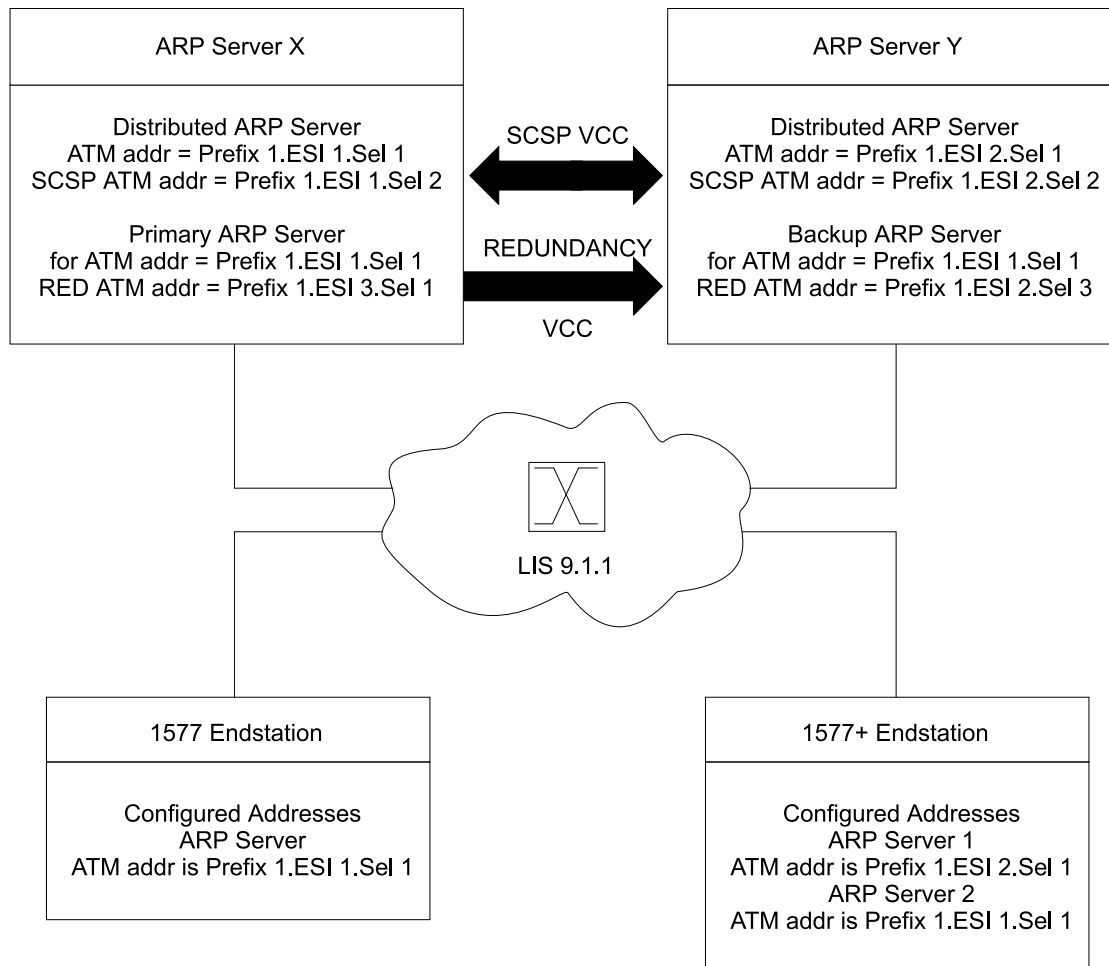 ARP Server X
Distributed ARP Server
ATM addr = Prefix 1.ESI 1.Sel 1
SCSP ATM addr = Prefix 1.ESI 1.Sel 2
Primary ARP Server
for ATM addr = Prefix 1.ESI 1.Sel 1
RED ATM addr = Prefix 1.ESI 3.Sel 1
SCSP VCC
REDUNDANCY
VCC
ARP Server Y
Distributed ARP Server
ATM addr = Prefix 1.ESI 2.Sel 1
SCSP ATM addr = Prefix 1.ESI 2.Sel 2
Backup ARP Server
for ATM addr = Prefix 1.ESI 1.Sel 1
RED ATM addr = Prefix 1.ESI 2.Sel 3
LIS 9.1.1
1577 Endstation
Configured Addresses
ARP Server
ATM addr is Prefix 1.ESI 1.Sel 1
1577+ Endstation
Configured Addresses
ARP Server 1
ATM addr is Prefix 1.ESI 2.Sel 1
ARP Server 2
ATM addr is Prefix 1.ESI 1.Sel 1